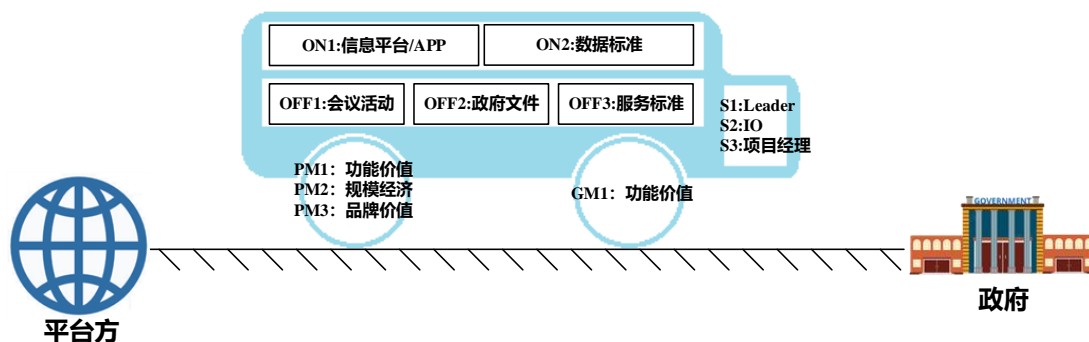 ON1:信息平台/APP
ON2:数据标准
OFF1:会议活动
OFF2:政府文件
OFF3:服务标准
S1:Leader
S2:IO
S3:项目经理
PM1：功能价值
PM2：规模经济
PM3：品牌价值
GM1：功能价值
GOVERNMENT
平台方
政府